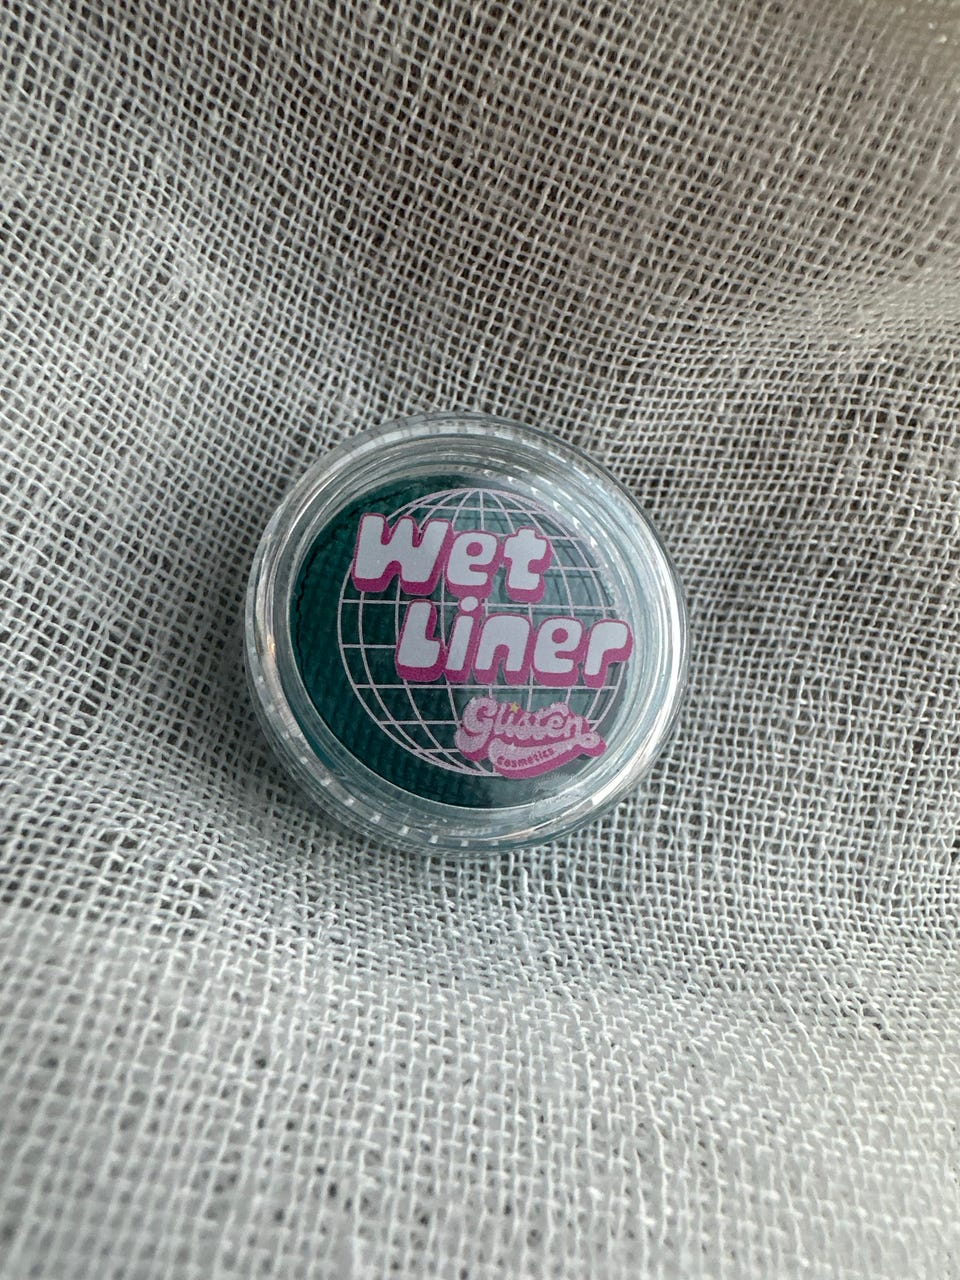 Wet
Liner
Glisten
cosmetics